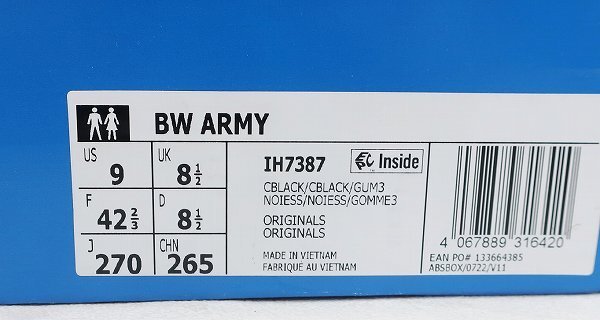 BW ARMY
US
9
UK
8 1/2
F
42 2/3
D
8 1/2
J
270
CHN
265
IH7387
Inside
CBLACK/CBLACK/GUM3
NOIESS/NOIESS/GOMME3
ORIGINALS
ORIGINALS
MADE IN VIETNAM
FABRIQUE AU VIETNAM
4 067889 316420
EAN PO# 133664385
ABSBOX/0722/V11